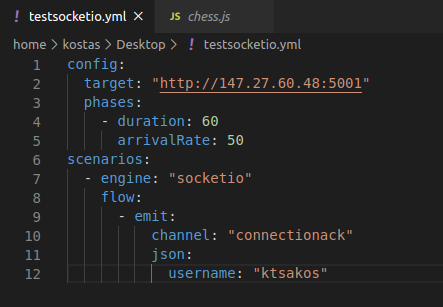 ! testsocketio.yml × JS chess.js
home > kostas > Desktop > ! testsocketio.yml
1 config:
2 target: "http://147.27.60.48:5001"
3 phases:
4 - duration: 60
5 arrivalRate: 50
6 scenarios:
7 - engine: "socketio"
8 flow:
9 - emit:
10 channel: "connectionack"
11 json:
12 username: "ktsakos"